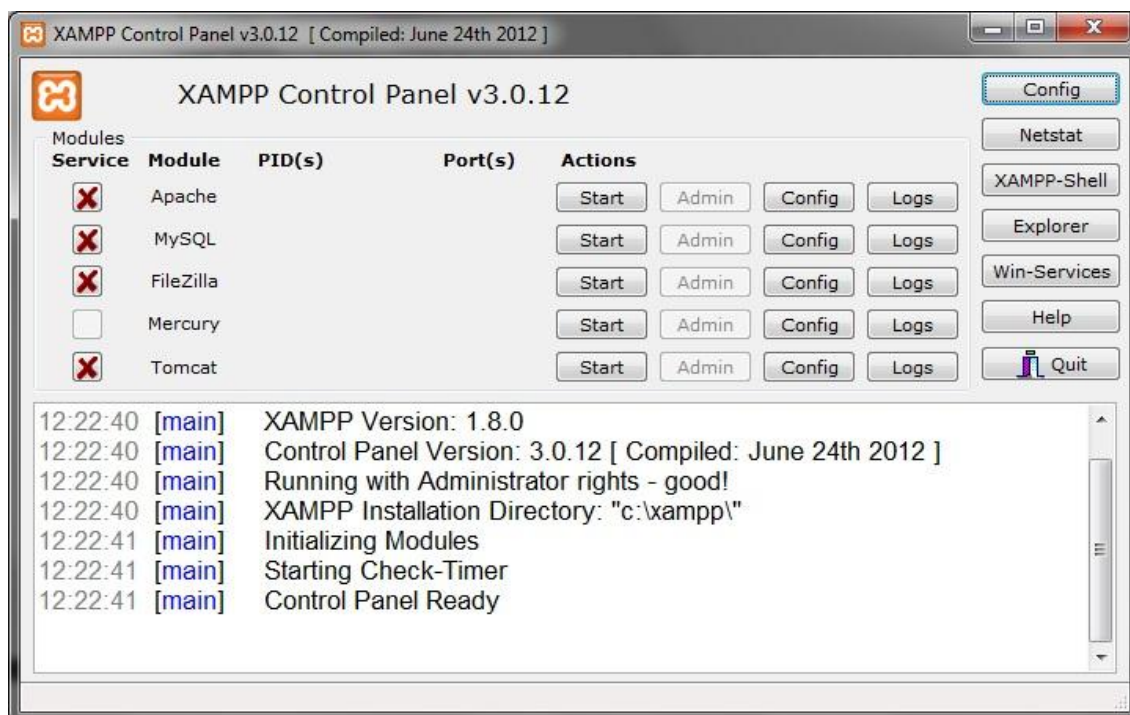 XAMPP Control Panel v3.0.12 [ Compiled: June 24th 2012 ]
XAMPP Control Panel v3.0.12
Modules
Service Module PID(s) Port(s) Actions
Apache Start Admin Config Logs
MySQL Start Admin Config Logs
FileZilla Start Admin Config Logs
Mercury Start Admin Config Logs
Tomcat Start Admin Config Logs
Config
Netstat
XAMPP-Shell
Explorer
Win-Services
Help
Quit
12:22:40 [main] XAMPP Version: 1.8.0
12:22:40 [main] Control Panel Version: 3.0.12 [ Compiled: June 24th 2012 ]
12:22:40 [main] Running with Administrator rights - good!
12:22:40 [main] XAMPP Installation Directory: "c:\xampp\"
12:22:41 [main] Initializing Modules
12:22:41 [main] Starting Check-Timer
12:22:41 [main] Control Panel Ready